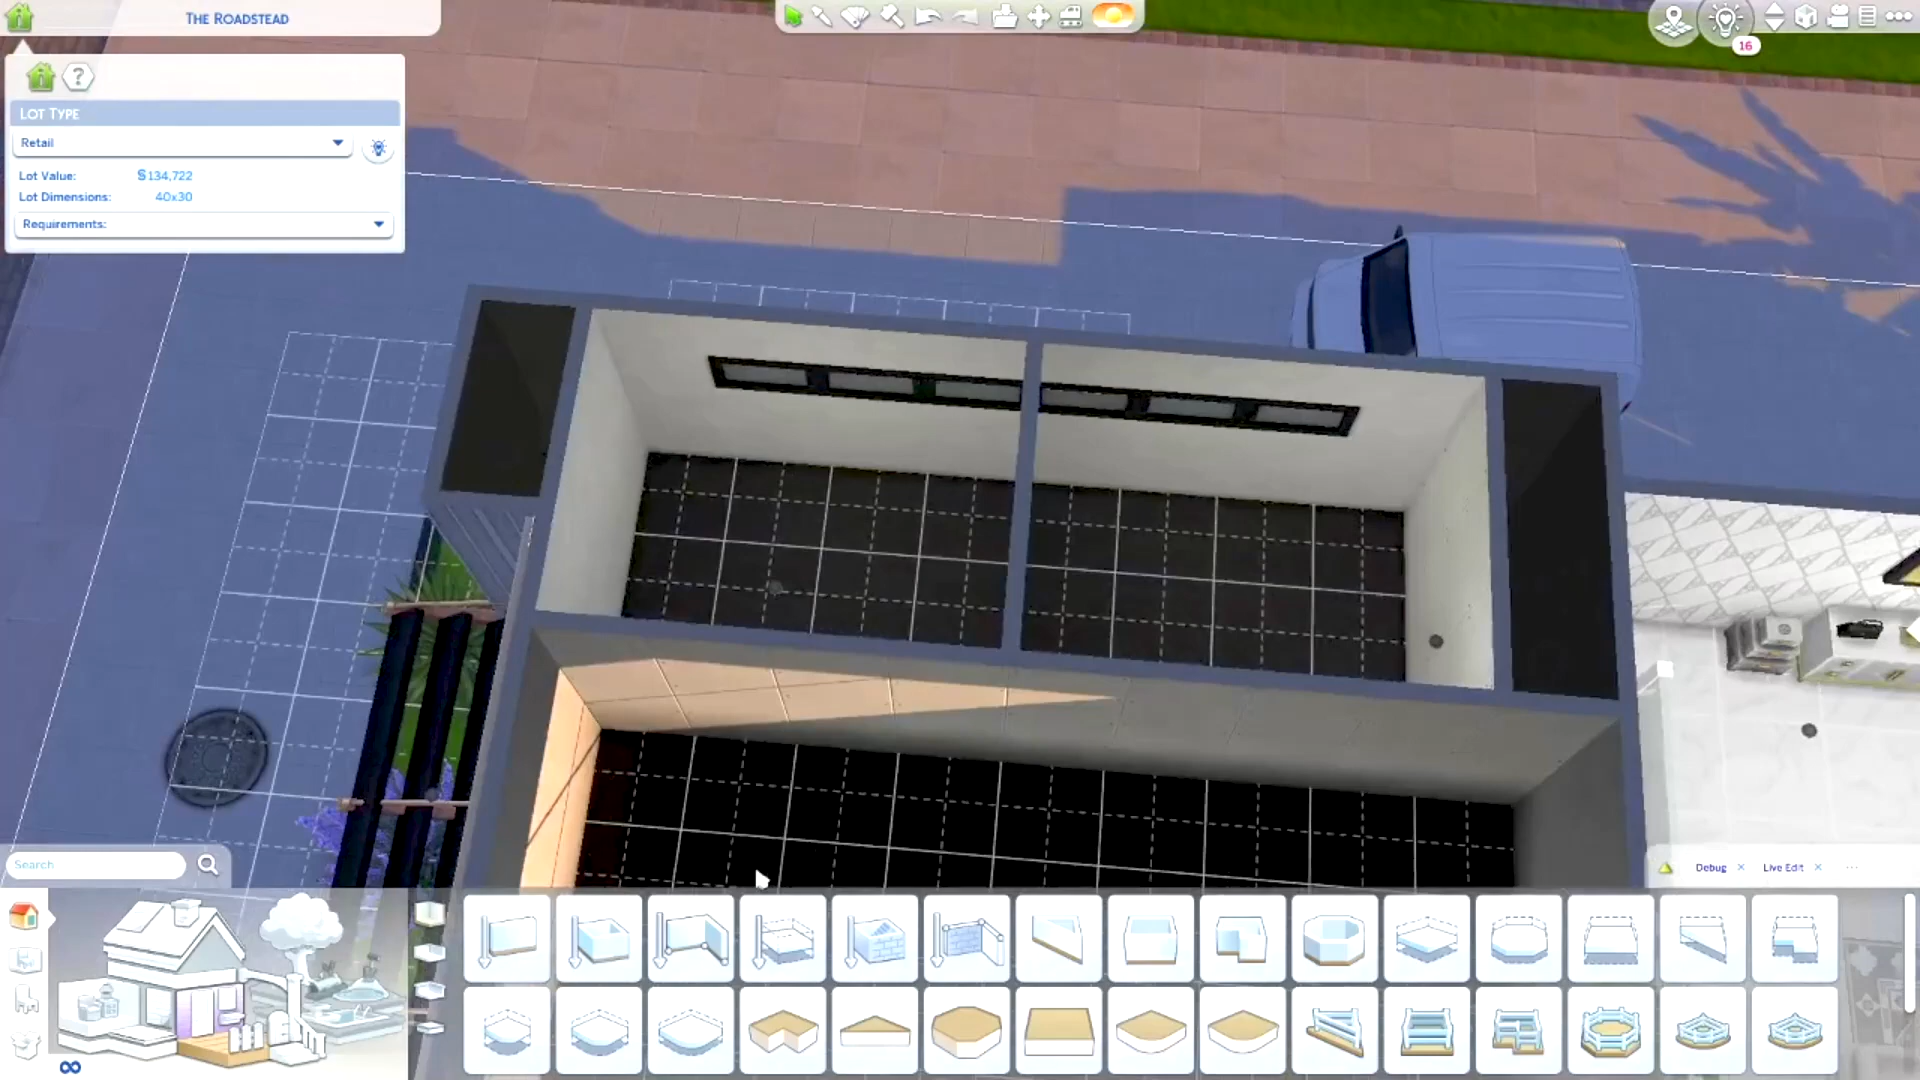 THE ROADSTEAD
16
?
LOT TYPE
Retail
Lot Value: §134,722
Lot Dimensions: 40x30
Requirements:
Search
Debug × Live Edit × ...